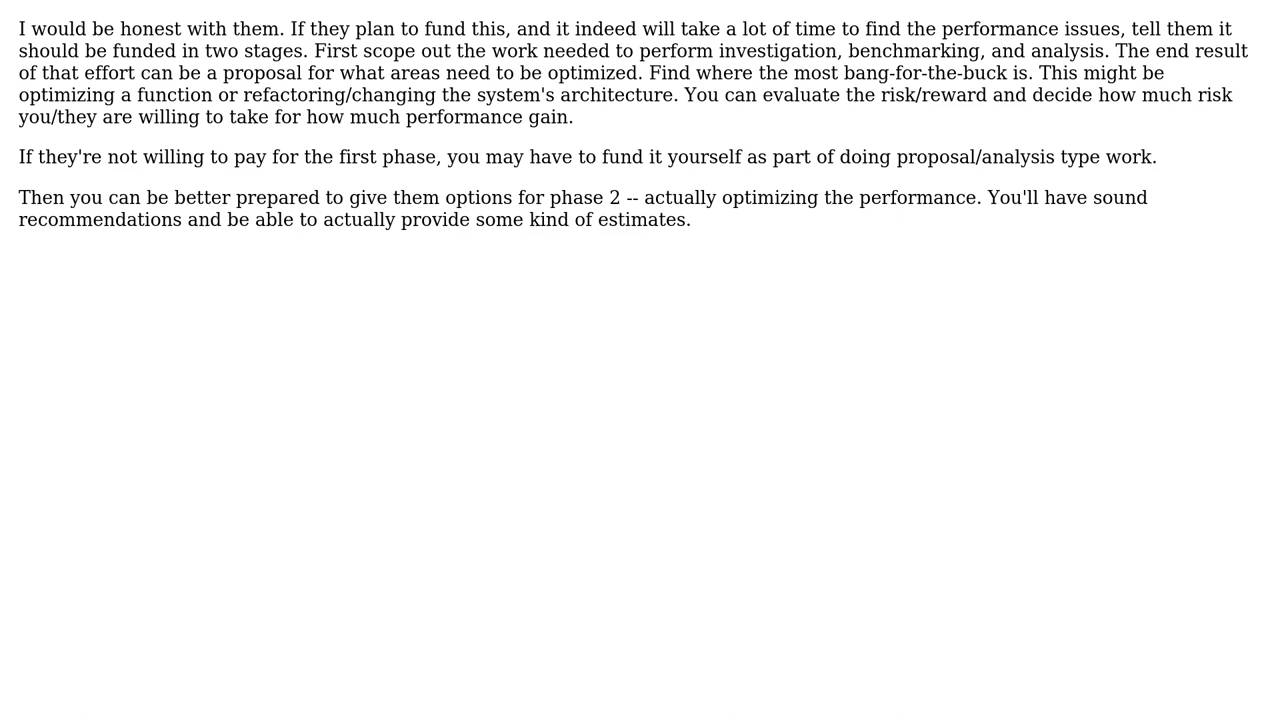 I would be honest with them. If they plan to fund this, and it indeed will take a lot of time to find the performance issues, tell them it
should be funded in two stages. First scope out the work needed to perform investigation, benchmarking, and analysis. The end result
of that effort can be a proposal for what areas need to be optimized. Find where the most bang-for-the-buck is. This might be
optimizing a function or refactoring/changing the system's architecture. You can evaluate the risk/reward and decide how much risk
you/they are willing to take for how much performance gain.
If they're not willing to pay for the first phase, you may have to fund it yourself as part of doing proposal/analysis type work.
Then you can be better prepared to give them options for phase 2 -- actually optimizing the performance. You'll have sound
recommendations and be able to actually provide some kind of estimates.